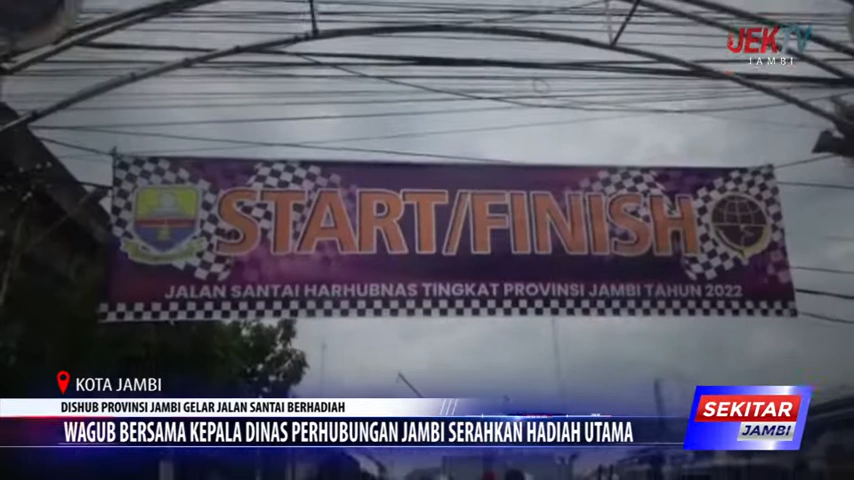 JEKTV
JAMBI
START/FINISH
JALAN SANTAI HARHUBNAS TINGKAT PROVINSI JAMBI TAHUN 2022
KOTA JAMBI
DISHUB PROVINSI JAMBI GELAR JALAN SANTAI BERHADIAH
WAGUB BERSAMA KEPALA DINAS PERHUBUNGAN JAMBI SERAHKAN HADIAH UTAMA
SEKITAR
JAMBI